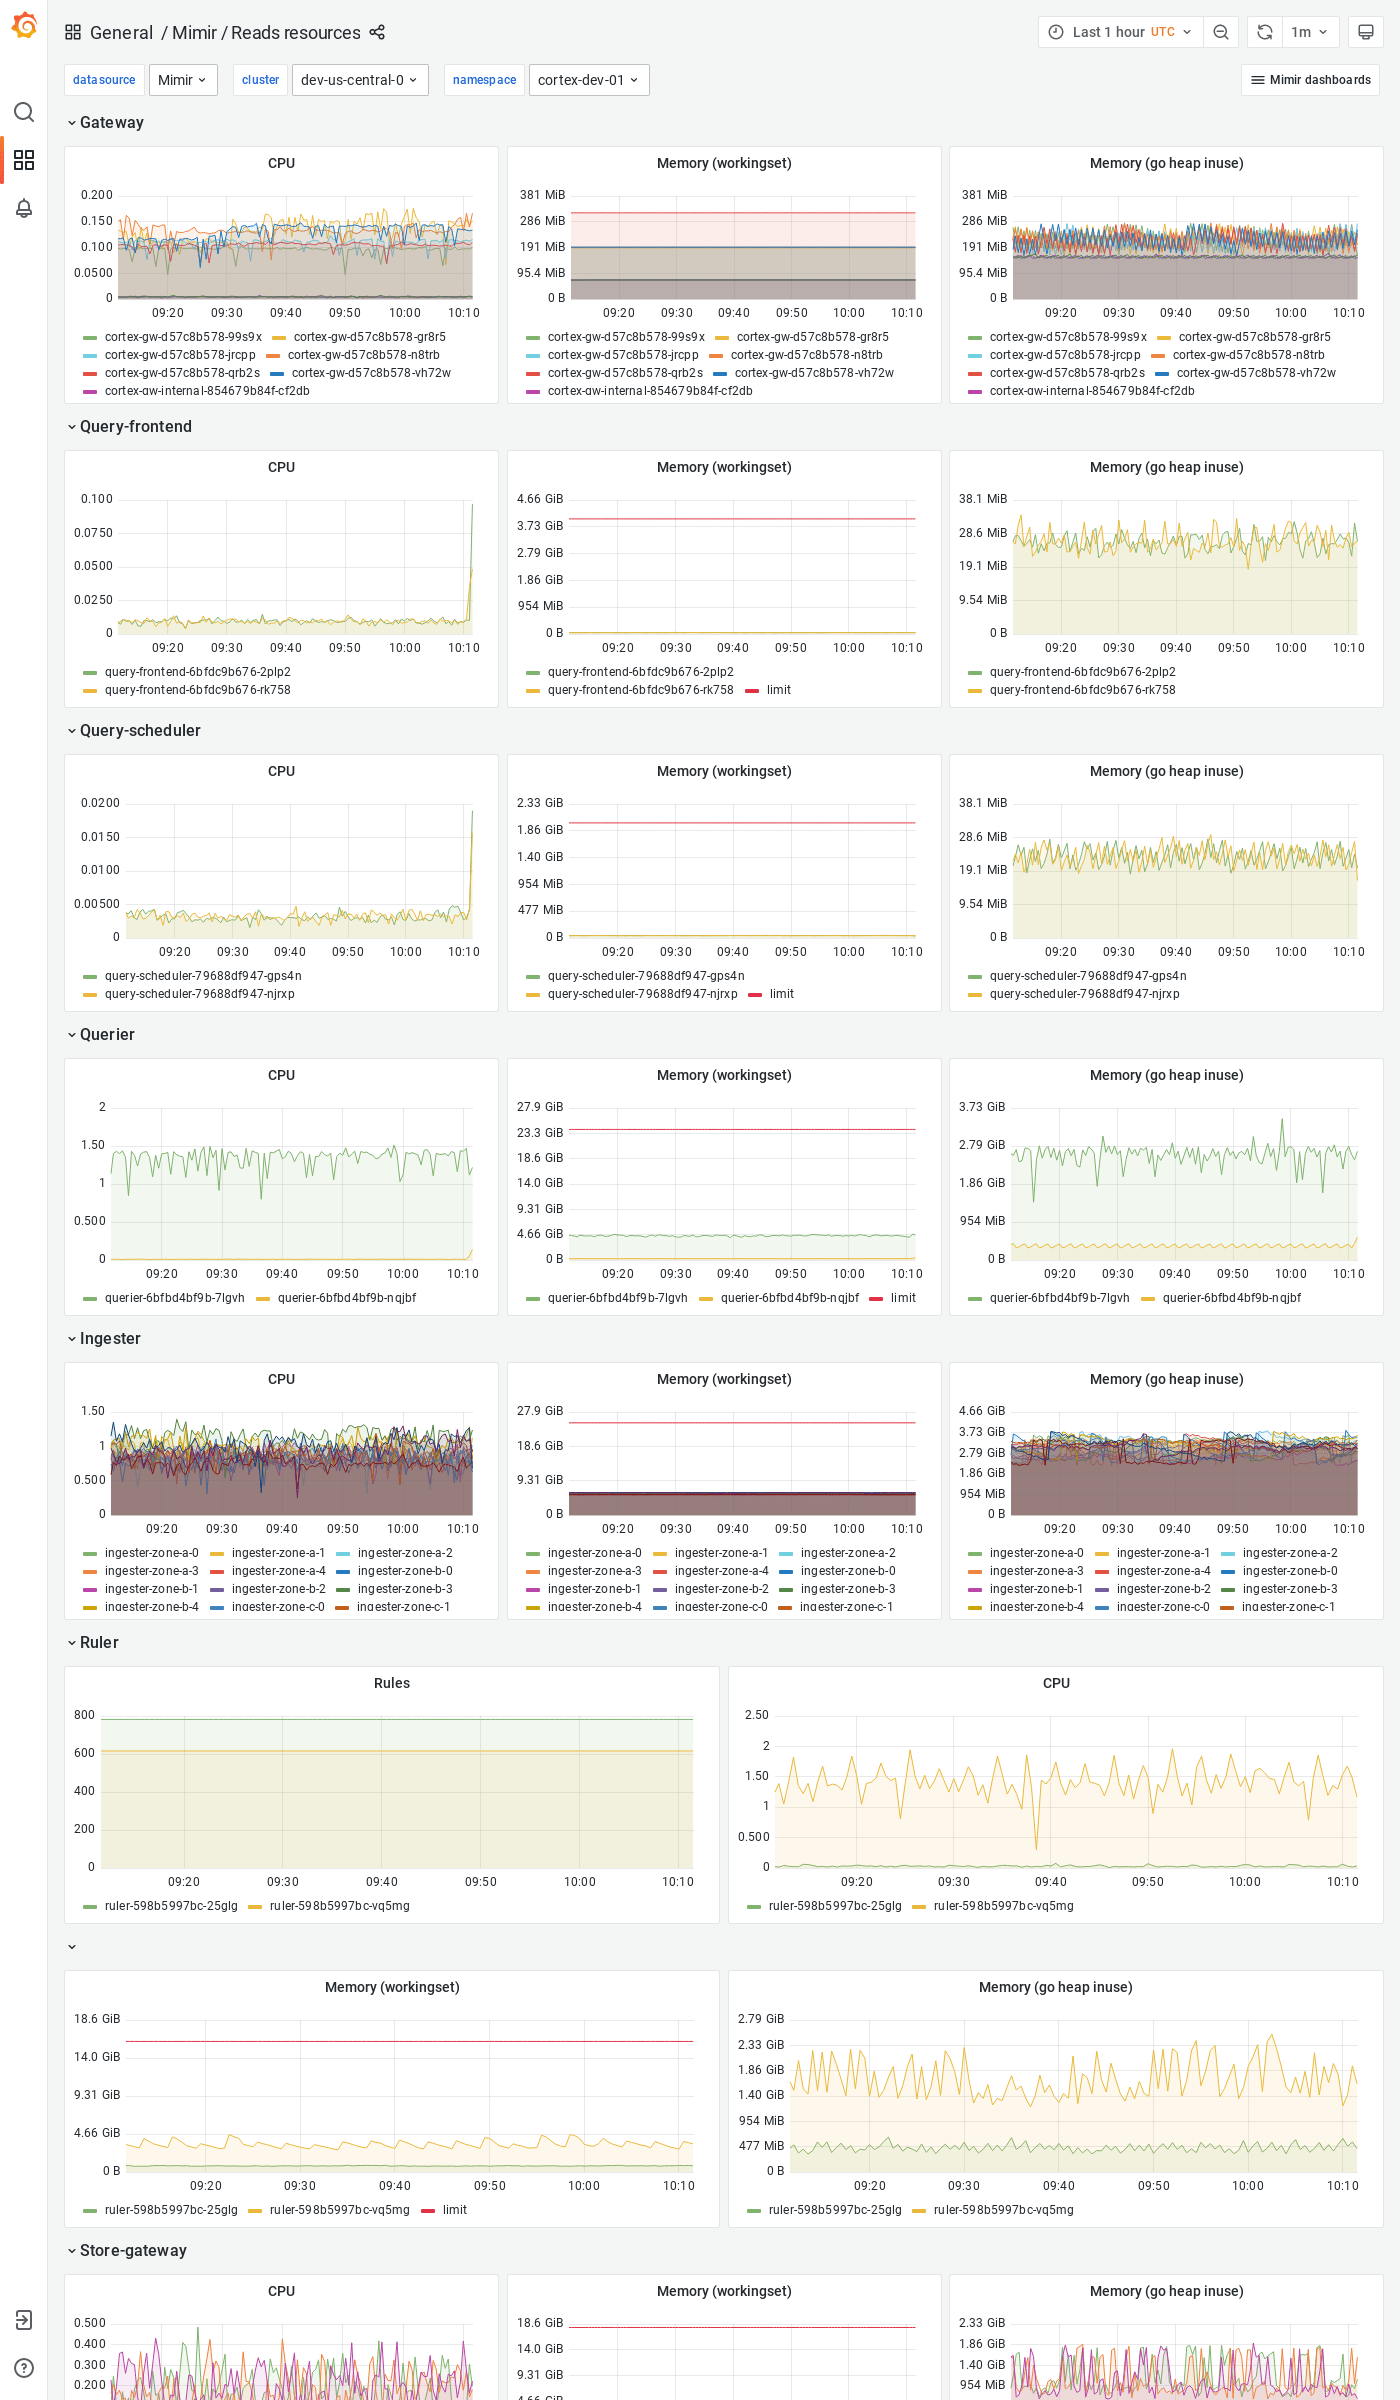 General / Mimir / Reads resources
Last 1 hour UTC
1m
datasource Mimir cluster dev-us-central-0 namespace cortex-dev-01 Mimir dashboards
Gateway
CPU
0.200
0.150
0.100
0.0500
0
09:20 09:30 09:40 09:50 10:00 10:10
cortex-gw-d57c8b578-99s9x cortex-gw-d57c8b578-gr8r5
cortex-gw-d57c8b578-jrcpp cortex-gw-d57c8b578-n8trb
cortex-gw-d57c8b578-qrb2s cortex-gw-d57c8b578-vh72w
cortex-gw-internal-854679b84f-cf2db
Memory (workingset)
381 MiB
286 MiB
191 MiB
95.4 MiB
0 B
09:20 09:30 09:40 09:50 10:00 10:10
cortex-gw-d57c8b578-99s9x cortex-gw-d57c8b578-gr8r5
cortex-gw-d57c8b578-jrcpp cortex-gw-d57c8b578-n8trb
cortex-gw-d57c8b578-qrb2s cortex-gw-d57c8b578-vh72w
cortex-gw-internal-854679b84f-cf2db
Memory (go heap inuse)
381 MiB
286 MiB
191 MiB
95.4 MiB
0 B
09:20 09:30 09:40 09:50 10:00 10:10
cortex-gw-d57c8b578-99s9x cortex-gw-d57c8b578-gr8r5
cortex-gw-d57c8b578-jrcpp cortex-gw-d57c8b578-n8trb
cortex-gw-d57c8b578-qrb2s cortex-gw-d57c8b578-vh72w
cortex-gw-internal-854679b84f-cf2db
Query-frontend
CPU
0.100
0.0750
0.0500
0.0250
0
09:20 09:30 09:40 09:50 10:00 10:10
query-frontend-6bfdc9b676-2plp2
query-frontend-6bfdc9b676-rk758
Memory (workingset)
4.66 GiB
3.73 GiB
2.79 GiB
1.86 GiB
954 MiB
0 B
09:20 09:30 09:40 09:50 10:00 10:10
query-frontend-6bfdc9b676-2plp2
query-frontend-6bfdc9b676-rk758 limit
Memory (go heap inuse)
38.1 MiB
28.6 MiB
19.1 MiB
9.54 MiB
0 B
09:20 09:30 09:40 09:50 10:00 10:10
query-frontend-6bfdc9b676-2plp2
query-frontend-6bfdc9b676-rk758
Query-scheduler
CPU
0.0200
0.0150
0.0100
0.00500
0
09:20 09:30 09:40 09:50 10:00 10:10
query-scheduler-79688df947-gps4n
query-scheduler-79688df947-njrxp
Memory (workingset)
2.33 GiB
1.86 GiB
1.40 GiB
954 MiB
477 MiB
0 B
09:20 09:30 09:40 09:50 10:00 10:10
query-scheduler-79688df947-gps4n
query-scheduler-79688df947-njrxp limit
Memory (go heap inuse)
38.1 MiB
28.6 MiB
19.1 MiB
9.54 MiB
0 B
09:20 09:30 09:40 09:50 10:00 10:10
query-scheduler-79688df947-gps4n
query-scheduler-79688df947-njrxp
Querier
CPU
2
1.50
1
0.500
0
09:20 09:30 09:40 09:50 10:00 10:10
querier-6bfbd4bf9b-7lgvh querier-6bfbd4bf9b-nqjbf
Memory (workingset)
27.9 GiB
23.3 GiB
18.6 GiB
14.0 GiB
9.31 GiB
4.66 GiB
0 B
09:20 09:30 09:40 09:50 10:00 10:10
querier-6bfbd4bf9b-7lgvh querier-6bfbd4bf9b-nqjbf limit
Memory (go heap inuse)
3.73 GiB
2.79 GiB
1.86 GiB
954 MiB
0 B
09:20 09:30 09:40 09:50 10:00 10:10
querier-6bfbd4bf9b-7lgvh querier-6bfbd4bf9b-nqjbf
Ingester
CPU
1.50
1
0.500
0
09:20 09:30 09:40 09:50 10:00 10:10
ingester-zone-a-0 ingester-zone-a-1 ingester-zone-a-2
ingester-zone-a-3 ingester-zone-a-4 ingester-zone-b-0
ingester-zone-b-1 ingester-zone-b-2 ingester-zone-b-3
ingester-zone-b-4 ingester-zone-c-0 ingester-zone-c-1
Memory (workingset)
27.9 GiB
18.6 GiB
9.31 GiB
0 B
09:20 09:30 09:40 09:50 10:00 10:10
ingester-zone-a-0 ingester-zone-a-1 ingester-zone-a-2
ingester-zone-a-3 ingester-zone-a-4 ingester-zone-b-0
ingester-zone-b-1 ingester-zone-b-2 ingester-zone-b-3
ingester-zone-b-4 ingester-zone-c-0 ingester-zone-c-1
Memory (go heap inuse)
4.66 GiB
3.73 GiB
2.79 GiB
1.86 GiB
954 MiB
0 B
09:20 09:30 09:40 09:50 10:00 10:10
ingester-zone-a-0 ingester-zone-a-1 ingester-zone-a-2
ingester-zone-a-3 ingester-zone-a-4 ingester-zone-b-0
ingester-zone-b-1 ingester-zone-b-2 ingester-zone-b-3
ingester-zone-b-4 ingester-zone-c-0 ingester-zone-c-1
Ruler
Rules
800
600
400
200
0
09:20 09:30 09:40 09:50 10:00 10:10
ruler-598b5997bc-25glg ruler-598b5997bc-vq5mg
CPU
2.50
2
1.50
1
0.500
0
09:20 09:30 09:40 09:50 10:00 10:10
ruler-598b5997bc-25glg ruler-598b5997bc-vq5mg
Memory (workingset)
18.6 GiB
14.0 GiB
9.31 GiB
4.66 GiB
0 B
09:20 09:30 09:40 09:50 10:00 10:10
ruler-598b5997bc-25glg ruler-598b5997bc-vq5mg limit
Memory (go heap inuse)
2.79 GiB
2.33 GiB
1.86 GiB
1.40 GiB
954 MiB
477 MiB
0 B
09:20 09:30 09:40 09:50 10:00 10:10
ruler-598b5997bc-25glg ruler-598b5997bc-vq5mg
Store-gateway
CPU
0.500
0.400
0.300
0.200
Memory (workingset)
18.6 GiB
14.0 GiB
9.31 GiB
4.66 GiB
Memory (go heap inuse)
2.33 GiB
1.86 GiB
1.40 GiB
954 MiB